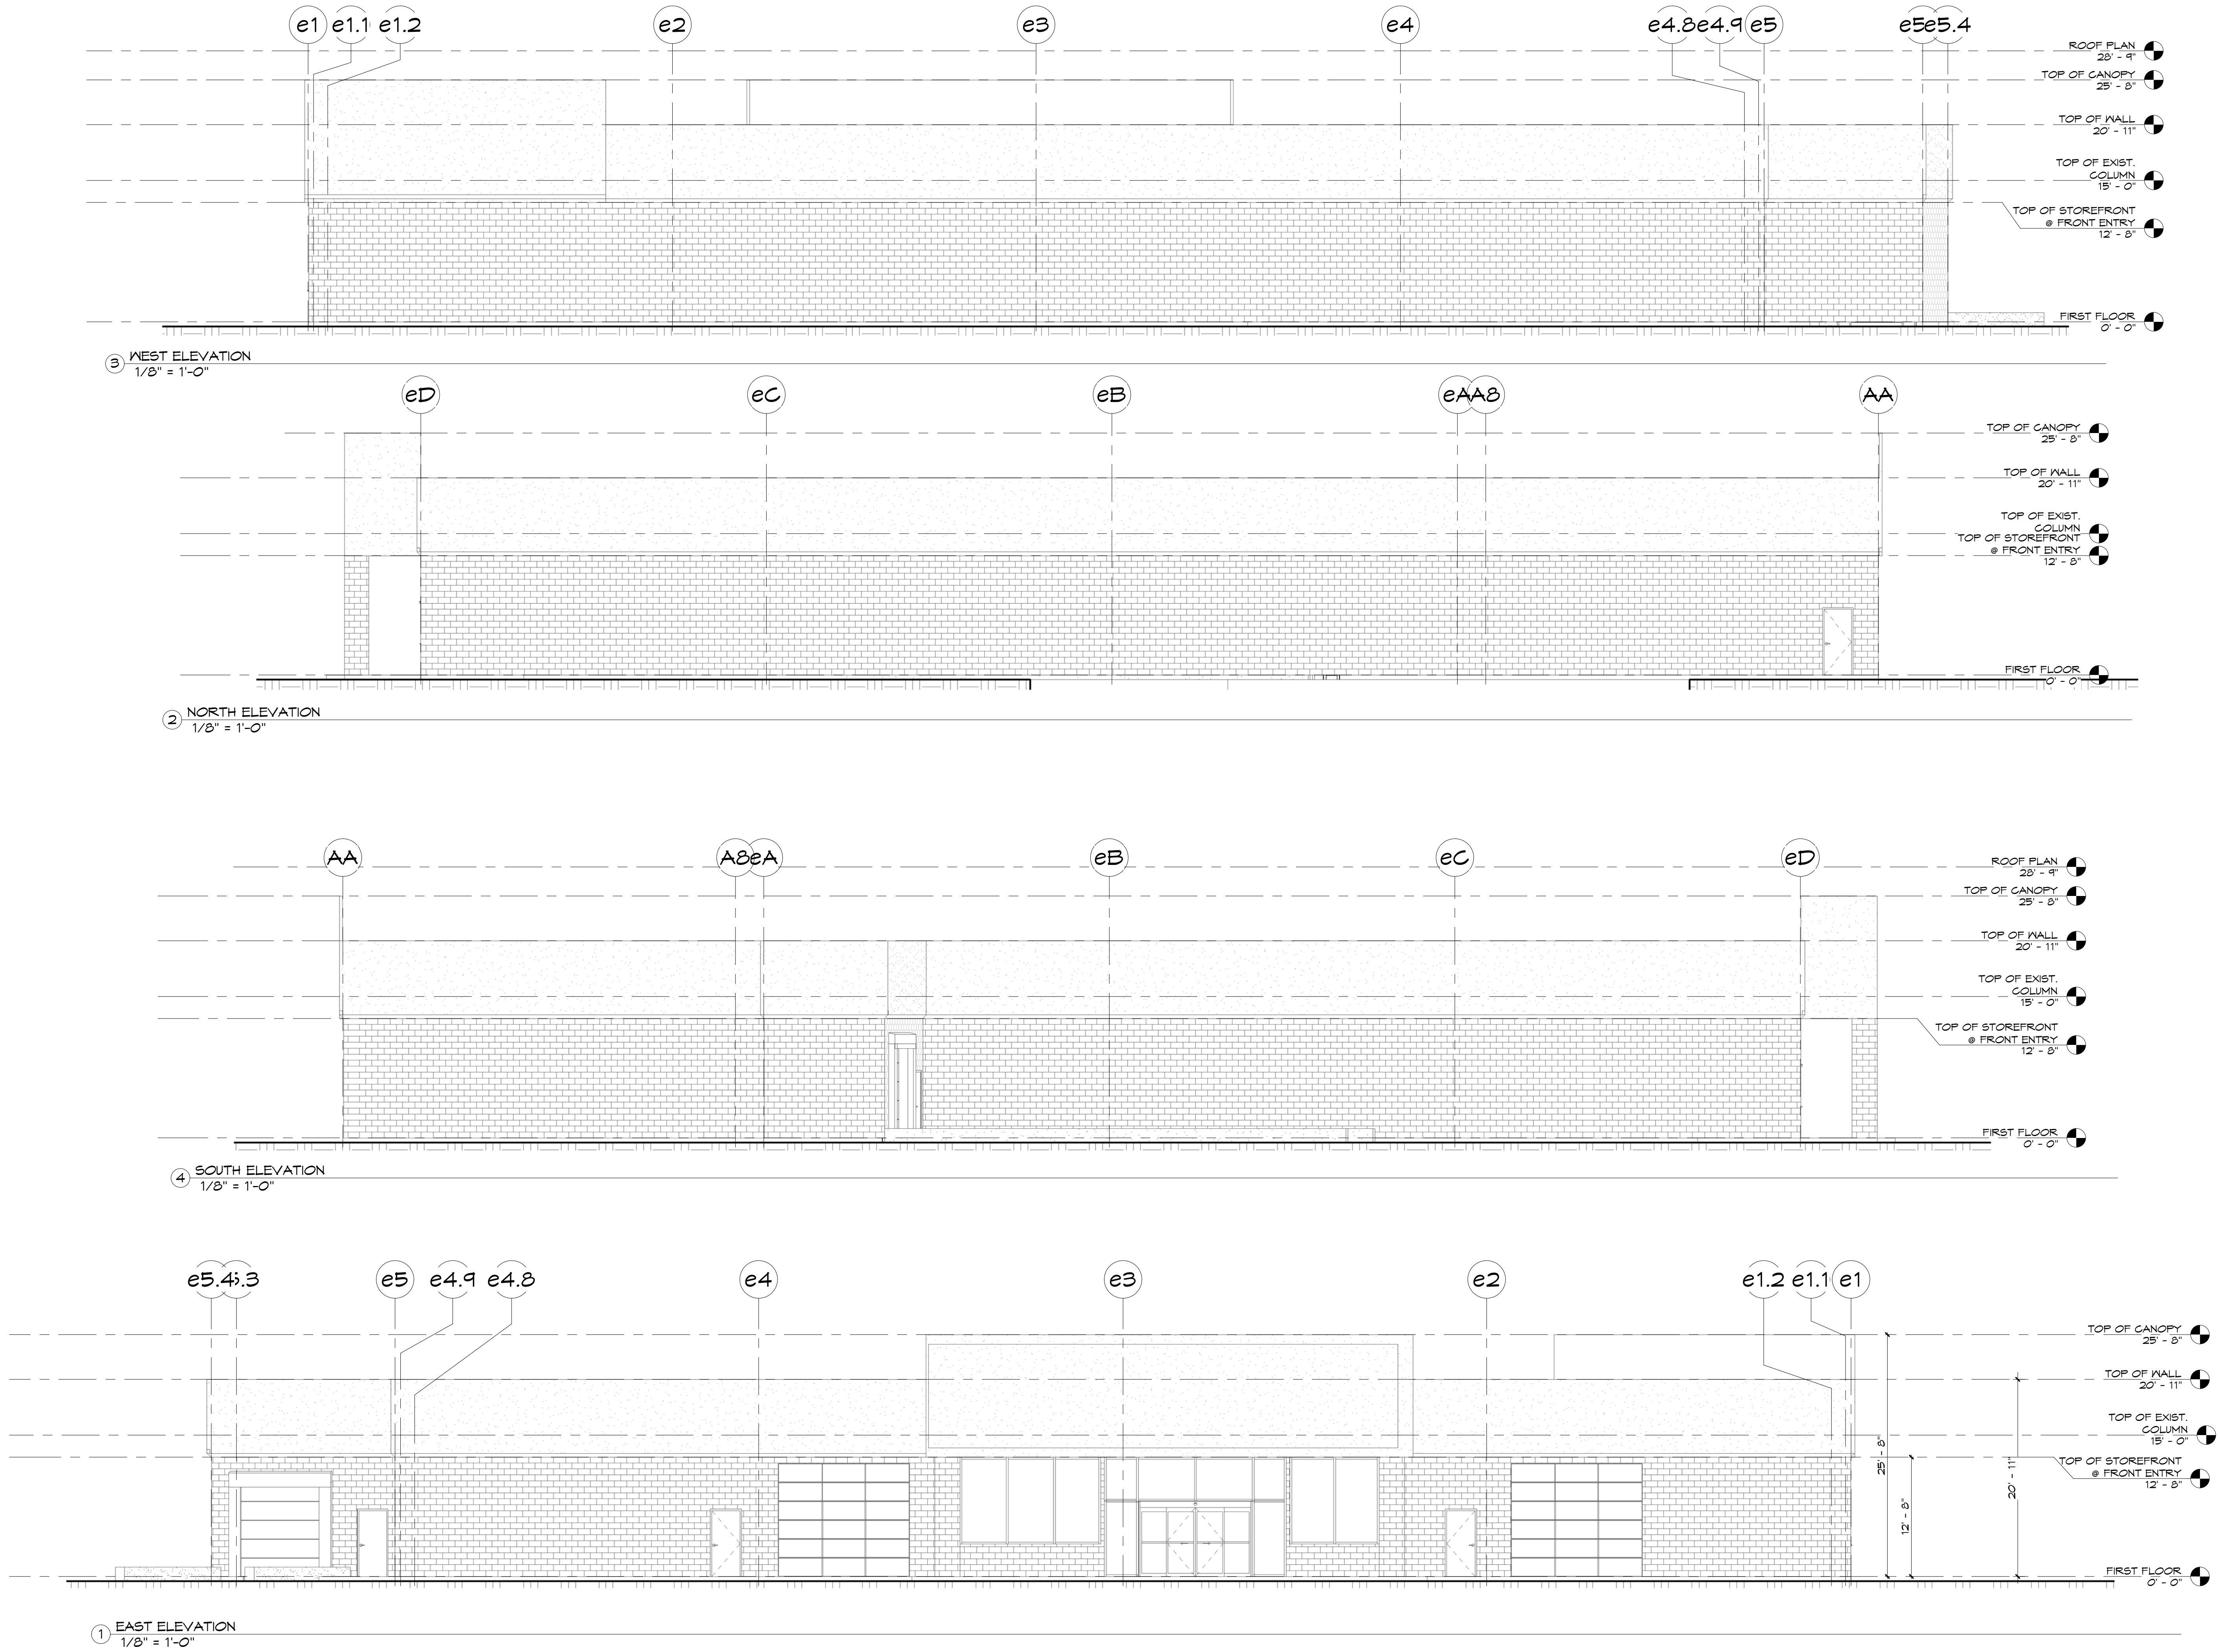 e1 e1.1 e1.2 e2 e3 e4 e4.8 e4.9 e5 e5 e5.4
ROOF PLAN
28' - 9"
TOP OF CANOPY
25' - 8"
TOP OF WALL
20' - 11"
TOP OF EXIST.
COLUMN
15' - 0"
TOP OF STOREFRONT
@ FRONT ENTRY
12' - 8"
FIRST FLOOR
0' - 0"
3 WEST ELEVATION
1/8" = 1'-0"
eD eC eB eA A8 AA
TOP OF CANOPY
25' - 8"
TOP OF WALL
20' - 11"
TOP OF EXIST.
COLUMN
TOP OF STOREFRONT
@ FRONT ENTRY
12' - 8"
FIRST FLOOR
0' - 0"
2 NORTH ELEVATION
1/8" = 1'-0"
AA A8 eA eB eC eD
ROOF PLAN
28' - 9"
TOP OF CANOPY
25' - 8"
TOP OF WALL
20' - 11"
TOP OF EXIST.
COLUMN
15' - 0"
TOP OF STOREFRONT
@ FRONT ENTRY
12' - 8"
FIRST FLOOR
0' - 0"
4 SOUTH ELEVATION
1/8" = 1'-0"
e5.4 .3 e5 e4.9 e4.8 e4 e3 e2 e1.2 e1.1 e1
TOP OF CANOPY
25' - 8"
TOP OF WALL
20' - 11"
TOP OF EXIST.
COLUMN
15' - 0"
TOP OF STOREFRONT
@ FRONT ENTRY
12' - 8"
25' - 8"
12' - 8"
20' - 11"
FIRST FLOOR
0' - 0"
1 EAST ELEVATION
1/8" = 1'-0"